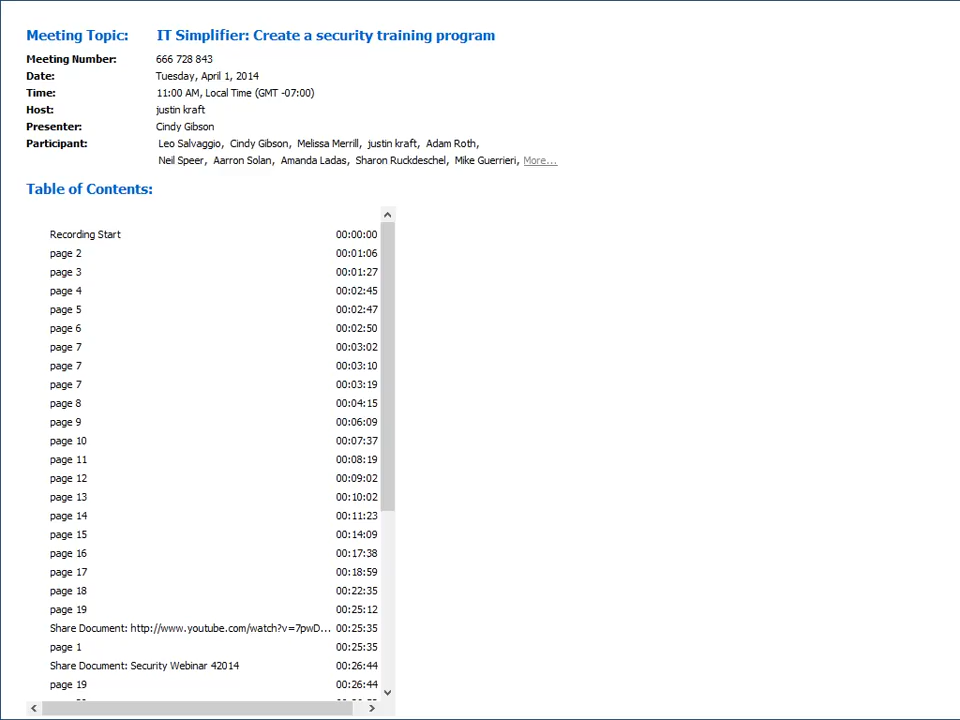 Meeting Topic: IT Simplifier: Create a security training program
Meeting Number: 666 728 843
Date: Tuesday, April 1, 2014
Time: 11:00 AM, Local Time (GMT -07:00)
Host: justin kraft
Presenter: Cindy Gibson
Participant: Leo Salvaggio, Cindy Gibson, Melissa Merrill, justin kraft, Adam Roth,
Neil Speer, Aarron Solan, Amanda Ladas, Sharon Ruckdeschel, Mike Guerrieri, More...
Table of Contents:
Recording Start 00:00:00
page 2 00:01:06
page 3 00:01:27
page 4 00:02:45
page 5 00:02:47
page 6 00:02:50
page 7 00:03:02
page 7 00:03:10
page 7 00:03:19
page 8 00:04:15
page 9 00:06:09
page 10 00:07:37
page 11 00:08:19
page 12 00:09:02
page 13 00:10:02
page 14 00:11:23
page 15 00:14:09
page 16 00:17:38
page 17 00:18:59
page 18 00:22:35
page 19 00:25:12
Share Document: http://www.youtube.com/watch?v=7pwD... 00:25:35
page 1 00:25:35
Share Document: Security Webinar 42014 00:26:44
page 19 00:26:44